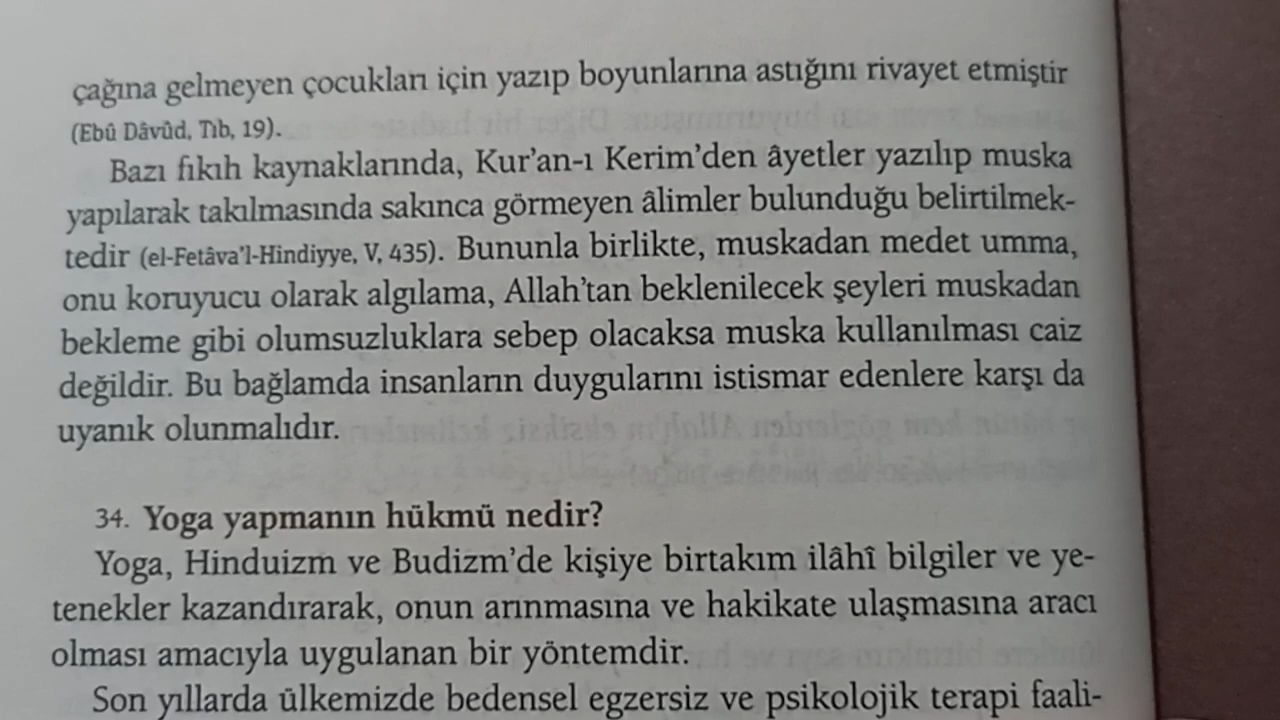 çağına gelmeyen çocukları için yazıp boyunlarına astığını rivayet etmiştir
(Ebû Dâvûd, Tıb, 19).
Bazı fıkıh kaynaklarında, Kur’an-ı Kerim’den âyetler yazılıp muska
yapılarak takılmasında sakınca görmeyen âlimler bulunduğu belirtilmek-
tedir (el-Fetâva’l-Hindiyye, V, 435). Bununla birlikte, muskadan medet umma,
onu koruyucu olarak algılama, Allah’tan beklenilecek şeyleri muskadan
bekleme gibi olumsuzluklara sebep olacaksa muska kullanılması caiz
değildir. Bu bağlamda insanların duygularını istismar edenlere karşı da
uyanık olunmalıdır.
34. Yoga yapmanın hükmü nedir?
Yoga, Hinduizm ve Budizm’de kişiye birtakım ilâhî bilgiler ve ye-
tenekler kazandırarak, onun arınmasına ve hakikate ulaşmasına aracı
olması amacıyla uygulanan bir yöntemdir.
Son yıllarda ülkemizde bedensel egzersiz ve psikolojik terapi faali-